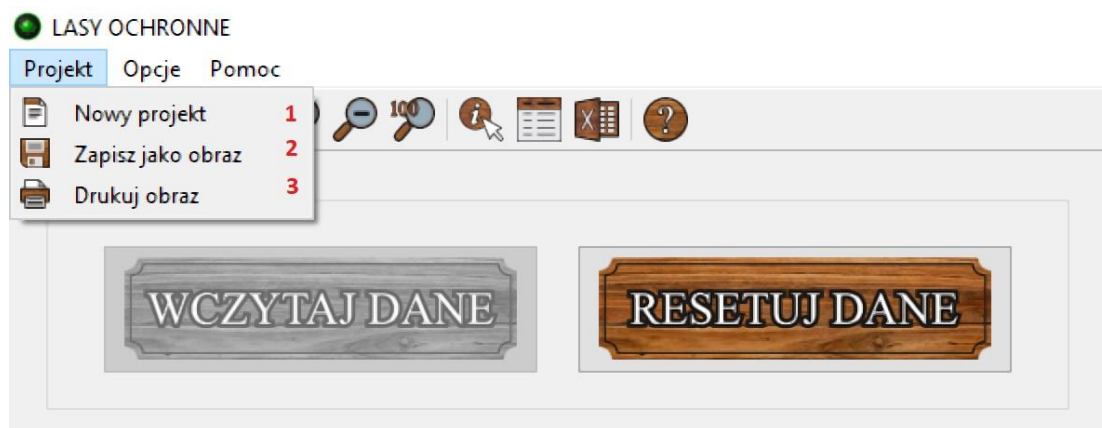 LASY OCHRONNE
Projekt Opcje Pomoc
Nowy projekt 1
Zapisz jako obraz 2
Drukuj obraz 3
100
WCZYTAJ DANE
RESETUJ DANE